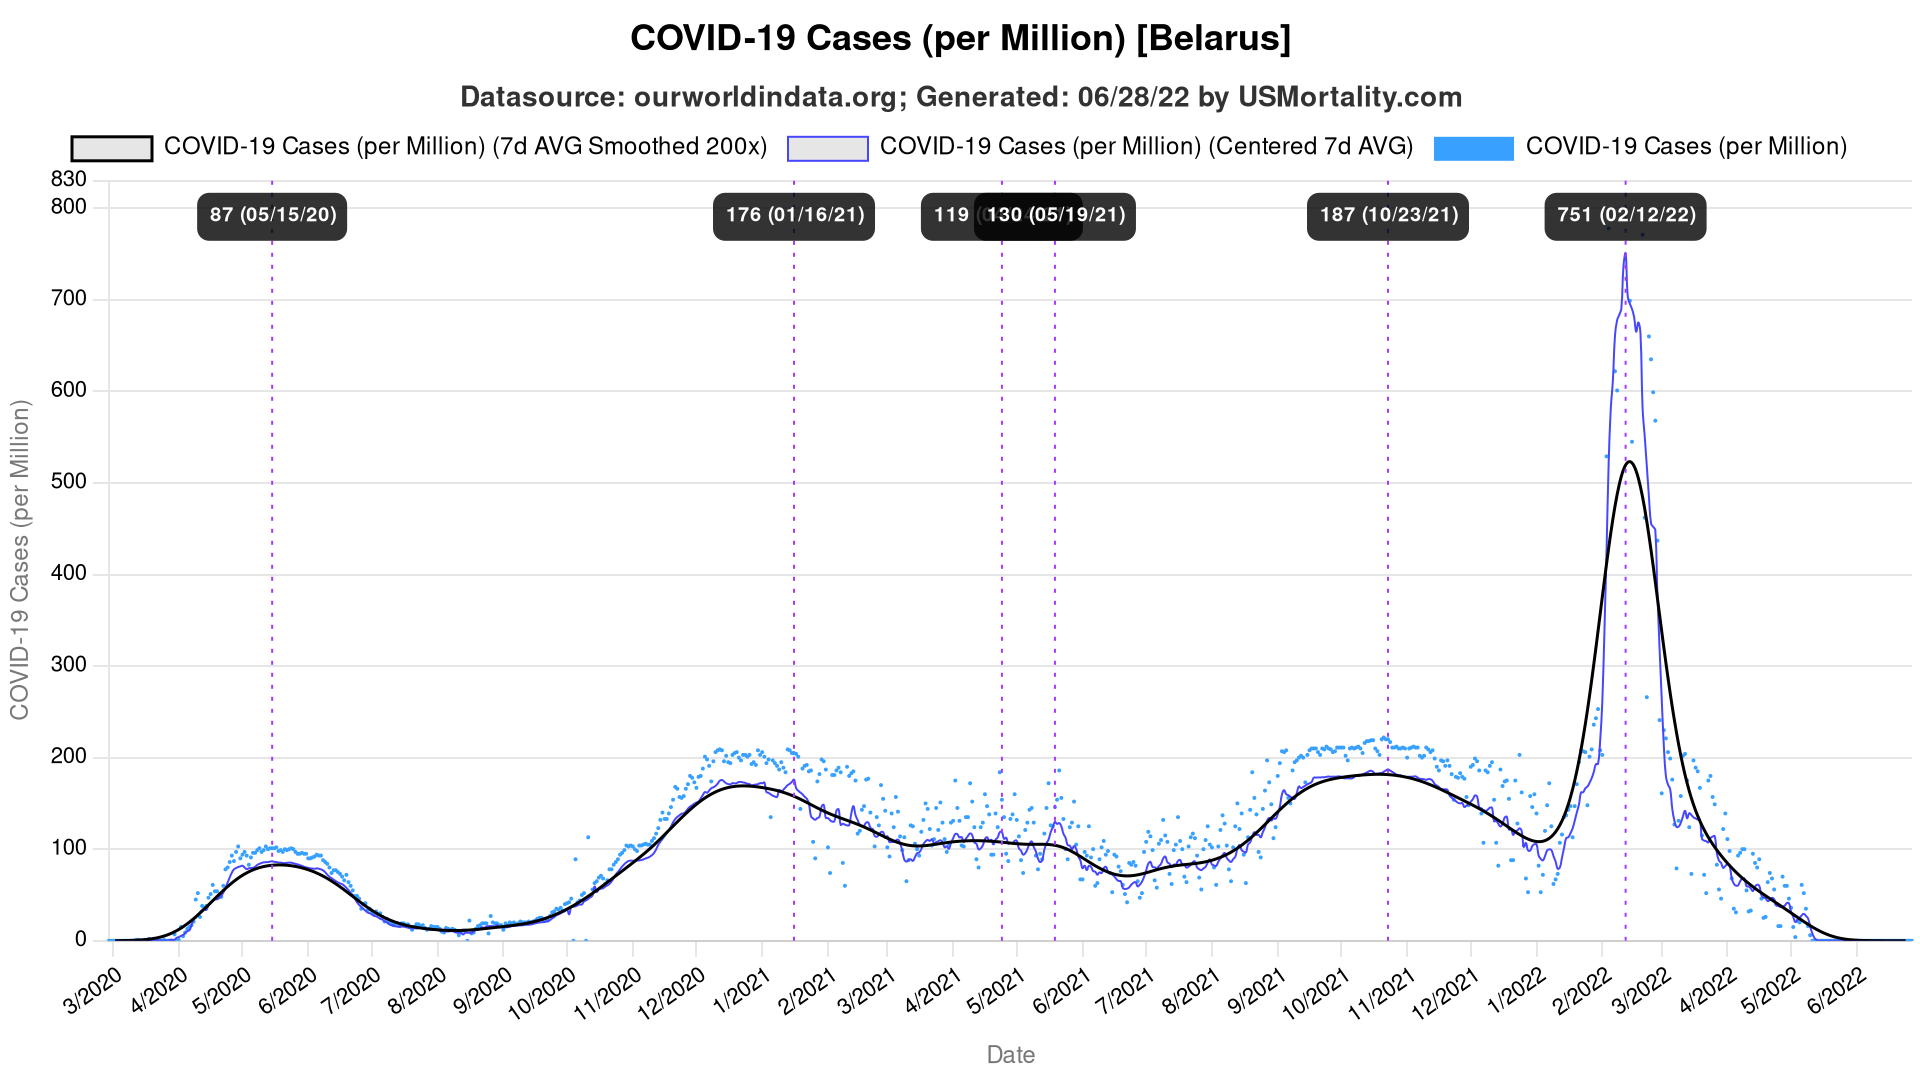 COVID-19 Cases (per Million) [Belarus]
Datasource: ourworldindata.org; Generated: 06/28/22 by USMortality.com
COVID-19 Cases (per Million) (7d AVG Smoothed 200x) COVID-19 Cases (per Million) (Centered 7d AVG) COVID-19 Cases (per Million)
830
800
87 (05/15/20) 176 (01/16/21) 119 130 (05/19/21) 187 (10/23/21) 751 (02/12/22)
700
600
500
400
300
200
100
0
COVID-19 Cases (per Million)
3/2020 4/2020 5/2020 6/2020 7/2020 8/2020 9/2020 10/2020 11/2020 12/2020 1/2021 2/2021 3/2021 4/2021 5/2021 6/2021 7/2021 8/2021 9/2021 10/2021 11/2021 12/2021 1/2022 2/2022 3/2022 4/2022 5/2022 6/2022
Date